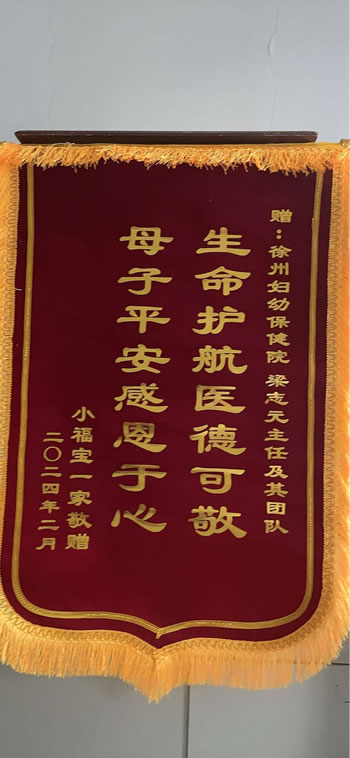 赠：徐州妇幼保健院 梁志元主任及其团队
生命护航医德可敬
母子平安感恩于心
小福宝一家敬赠
二〇二四年二月